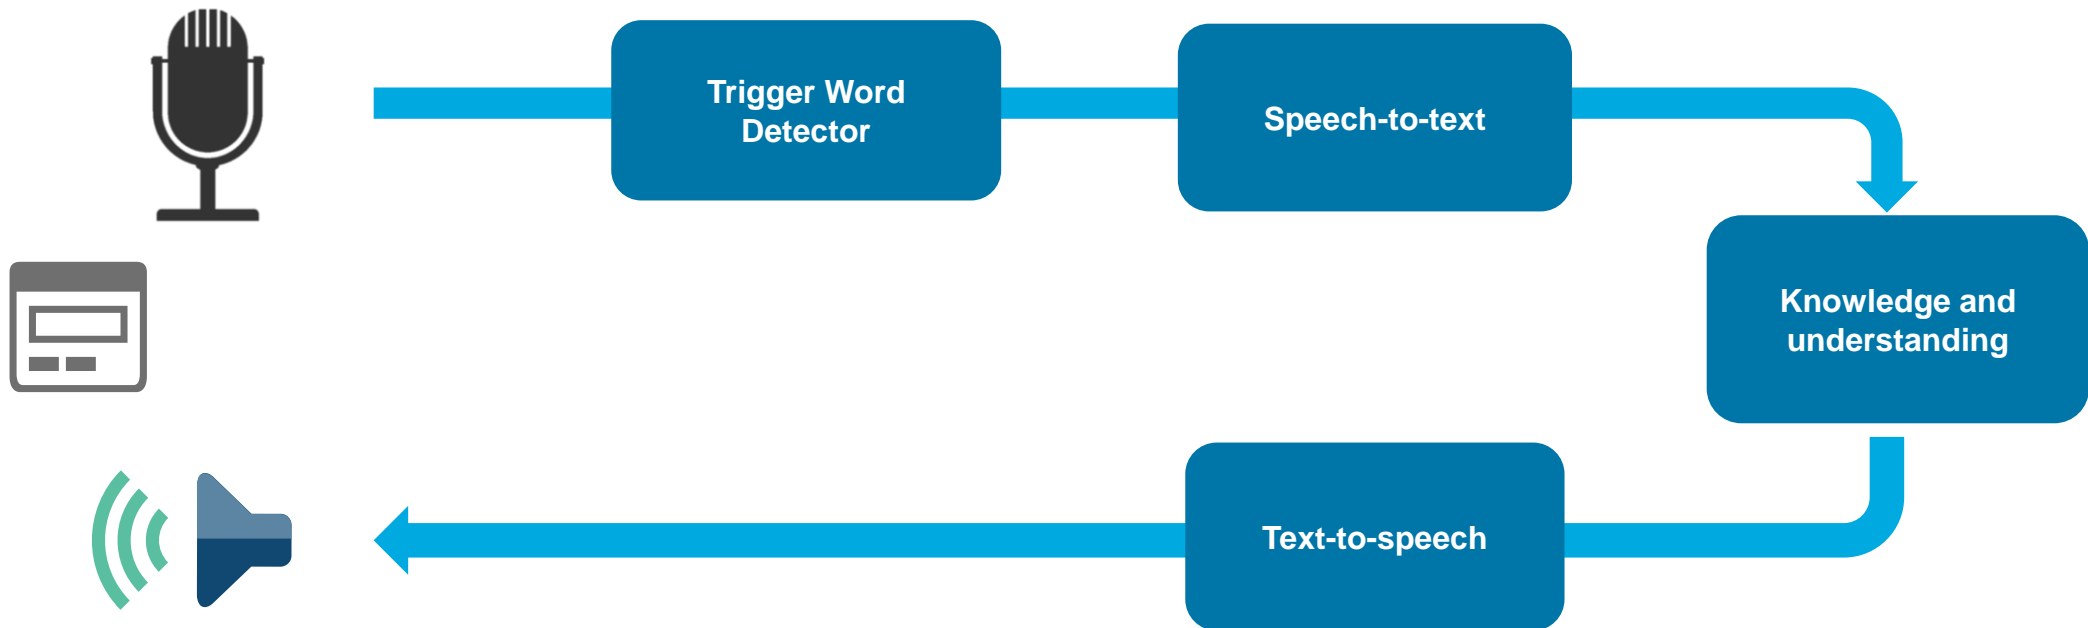 Trigger Word
Detector
Speech-to-text
Knowledge and
understanding
Text-to-speech